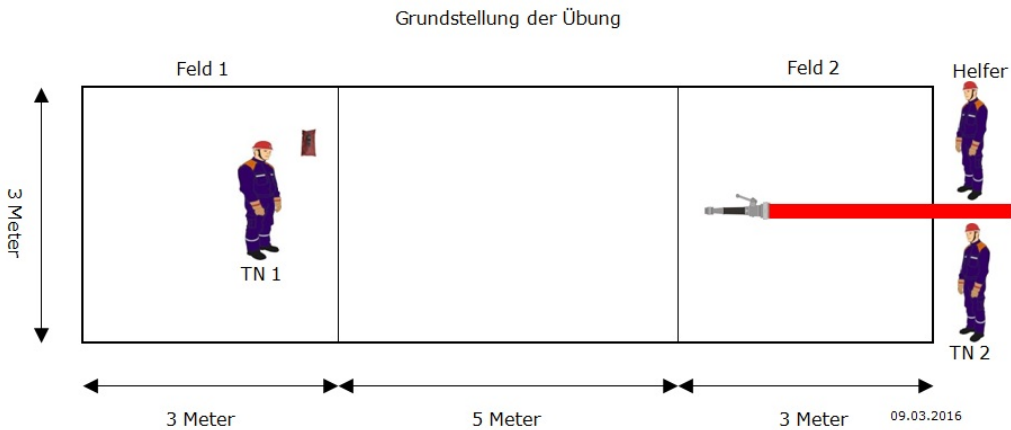 Grundstellung der Übung
Feld 1
Feld 2
Helfer
3 Meter
TN 1
TN 2
3 Meter
5 Meter
3 Meter
09.03.2016